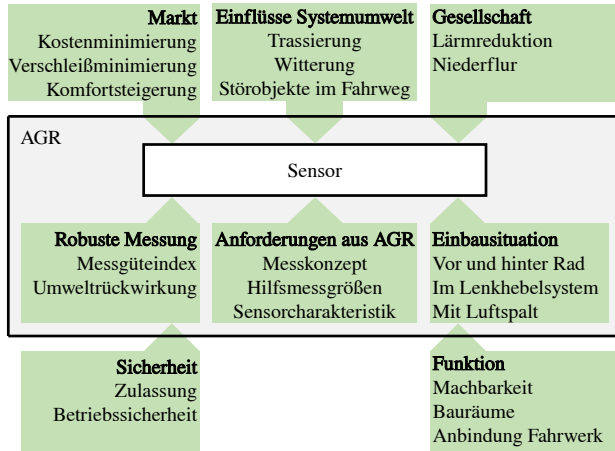 Markt
Kostenminimierung
Verschleißminimierung
Komfortsteigerung
Einflüsse Systemumwelt
Trassierung
Witterung
Störobjekte im Fahrweg
Gesellschaft
Lärmreduktion
Niederflur
AGR
Sensor
Robuste Messung
Messgüteindex
Umweltrückwirkung
Anforderungen aus AGR
Messkonzept
Hilfsmessgrößen
Sensorcharakteristik
Einbausituation
Vor und hinter Rad
Im Lenkhebelsystem
Mit Luftspalt
Sicherheit
Zulassung
Betriebssicherheit
Funktion
Machbarkeit
Bauräume
Anbindung Fahrwerk